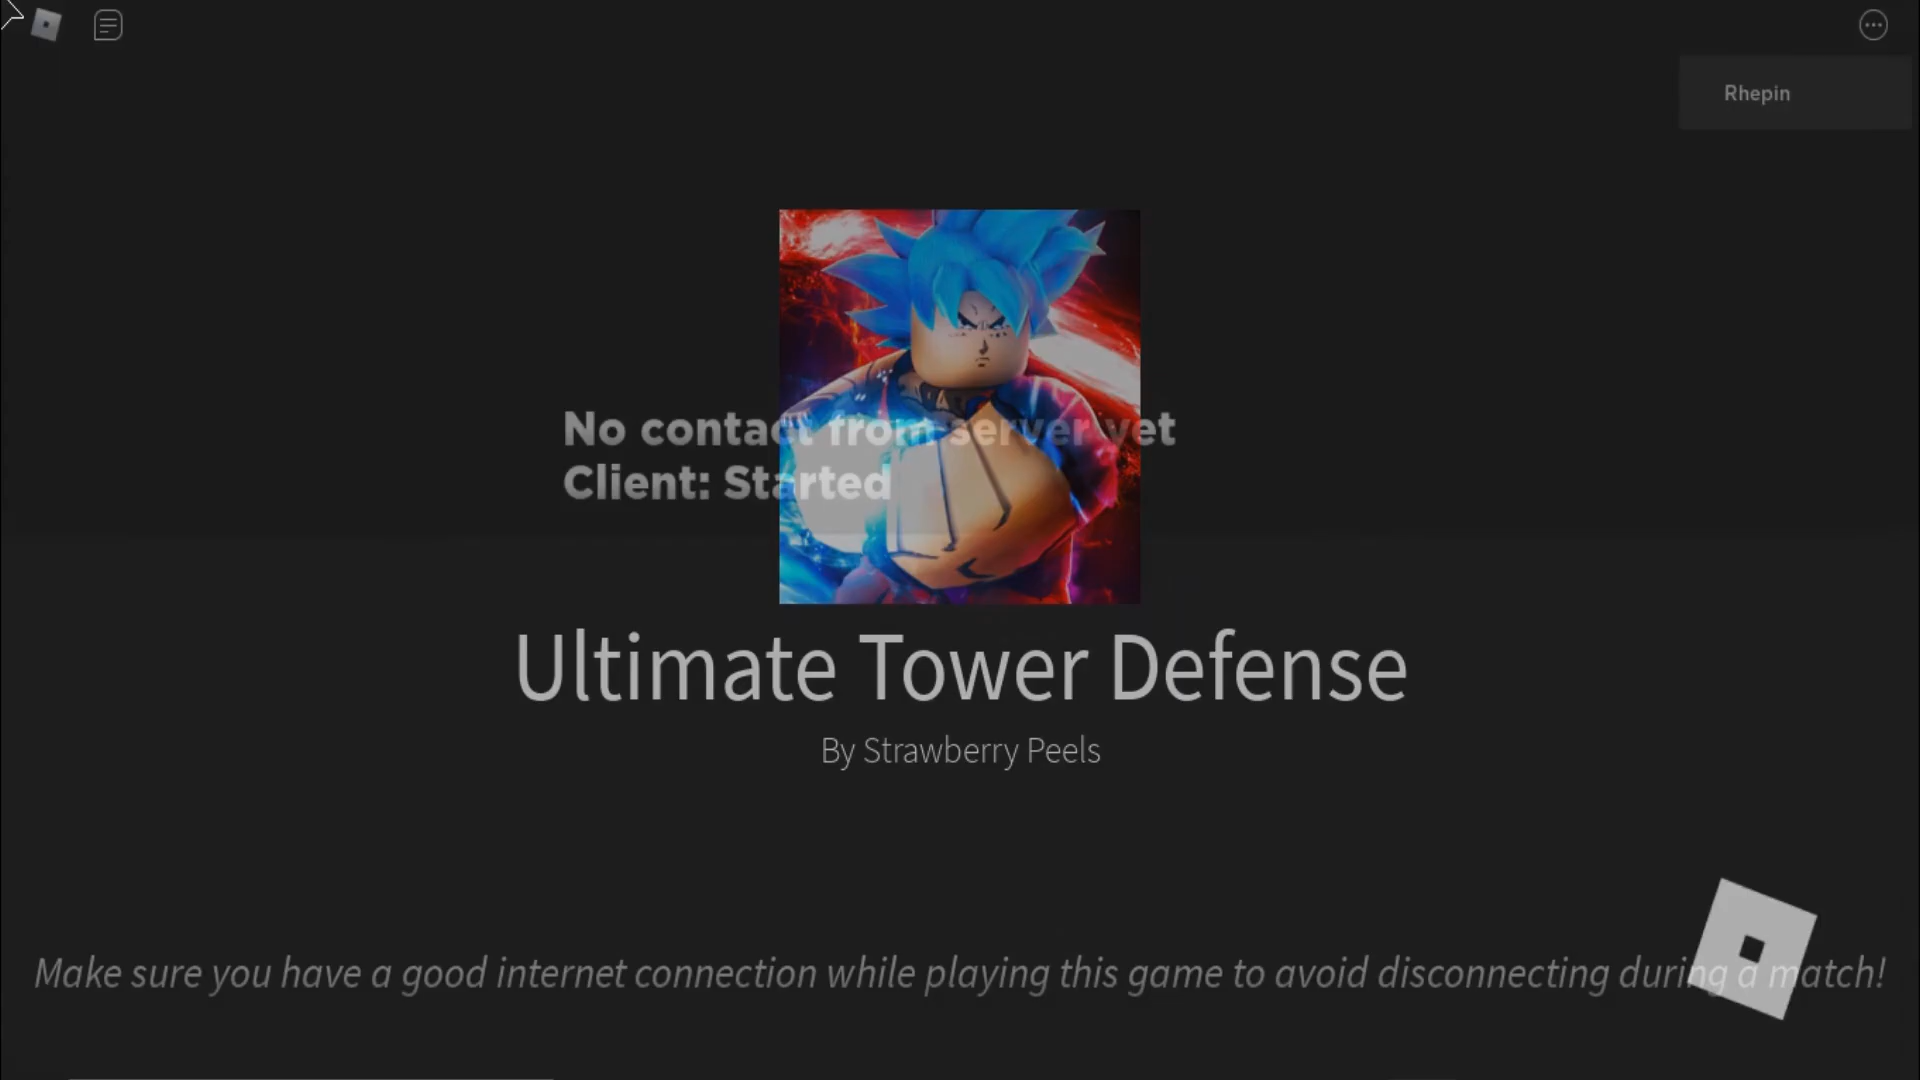 Rhepin
No contact from server yet
Client: Started
Ultimate Tower Defense
By Strawberry Peels
Make sure you have a good internet connection while playing this game to avoid disconnecting during a match!